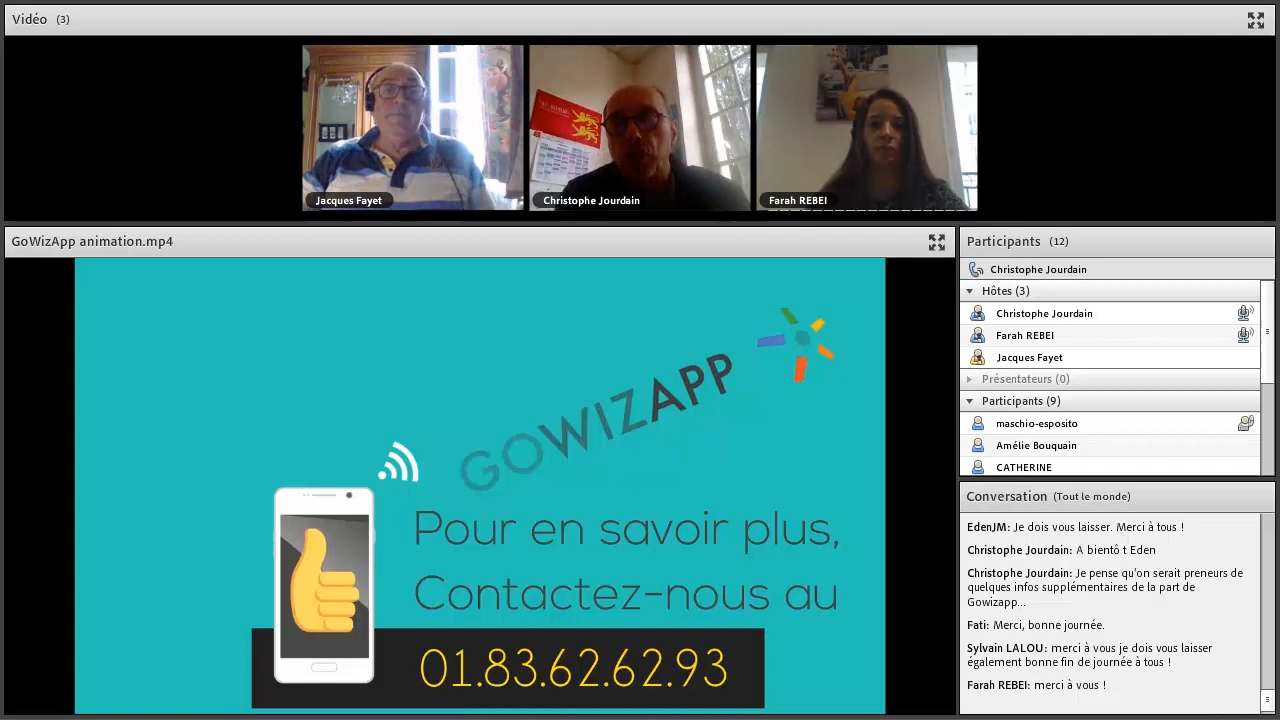 Vidéo (3)
Jacques Fayet
Christophe Jourdain
Farah REBEI
GoWizApp animation.mp4
GOWIZAPP
Pour en savoir plus,
Contactez-nous au
01.83.62.62.93
Participants (12)
Christophe Jourdain
Hôtes (3)
Christophe Jourdain
Farah REBEI
Jacques Fayet
Présentateurs (0)
Participants (9)
maschio-esposito
Amélie Bouquain
CATHERINE
Conversation (Tout le monde)
EdenJM: Je dois vous laisser. Merci à tous !
Christophe Jourdain: A bientô t Eden
Christophe Jourdain: Je pense qu'on serait preneurs de
quelques infos supplémentaires de la part de
Gowizapp...
Fati: Merci, bonne journée.
Sylvain LALOU: merci à vous je dois vous laisser
également bonne fin de journée à tous !
Farah REBEI: merci à vous !